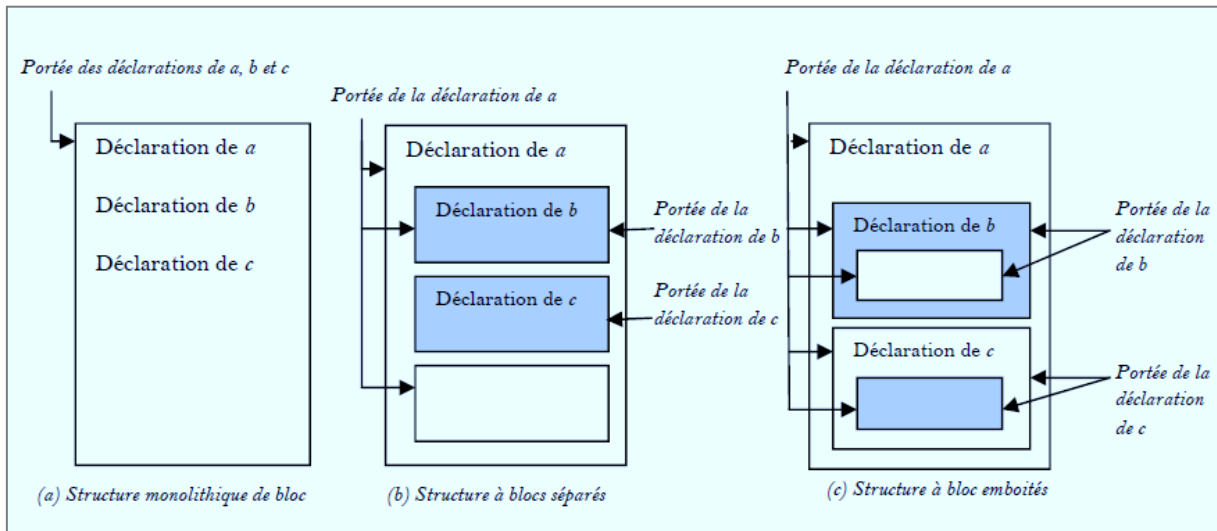 Portée des déclarations de a, b et c
Déclaration de a
Déclaration de b
Déclaration de c
(a) Structure monolithique de bloc
Portée de la déclaration de a
Déclaration de a
Déclaration de b
Portée de la
déclaration de b
Déclaration de c
Portée de la
déclaration de c
(b) Structure à blocs séparés
Portée de la déclaration de a
Déclaration de a
Déclaration de b
Portée de la
déclaration
de b
Déclaration de c
Portée de la
déclaration
de c
(c) Structure à bloc emboités